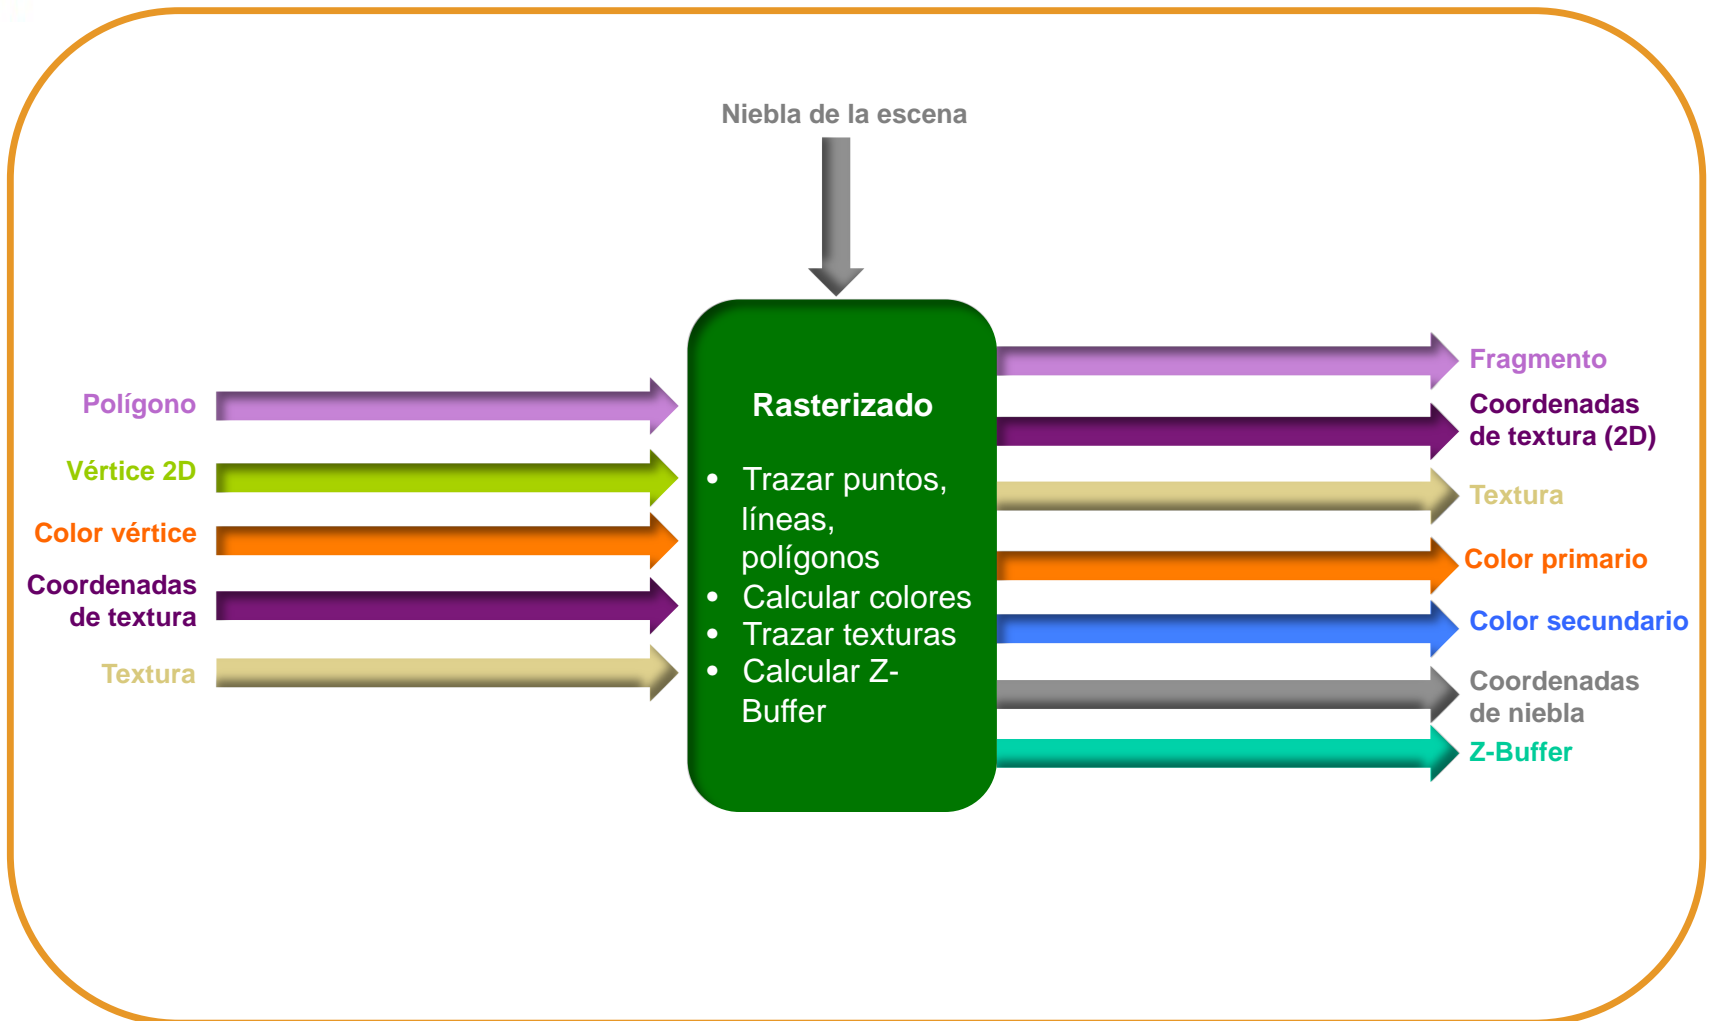 Niebla de la escena
Polígono
Vértice 2D
Color vértice
Coordenadas
de textura
Textura
Rasterizado
• Trazar puntos,
líneas,
polígonos
• Calcular colores
• Trazar texturas
• Calcular Z-
Buffer
Fragmento
Coordenadas
de textura (2D)
Textura
Color primario
Color secundario
Coordenadas
de niebla
Z-Buffer